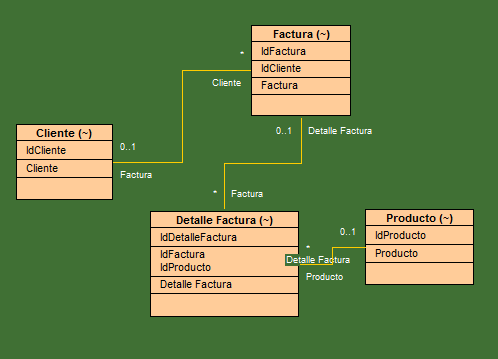 Factura (~)
IdFactura
IdCliente
Factura
*
Cliente
Cliente (~)
IdCliente
Cliente
0..1
Factura
0..1
Detalle Factura
*
Factura
Detalle Factura (~)
IdDetalleFactura
IdFactura
IdProducto
Detalle Factura
*
Detalle Factura
Producto
0..1
Producto (~)
IdProducto
Producto